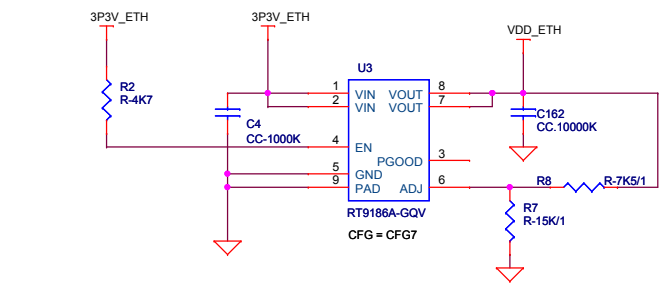 3P3V_ETH
3P3V_ETH
VDD_ETH
R2
R-4K7
C4
CC-1000K
U3
1
VIN
VOUT
8
2
VIN
VOUT
7
4
EN
PGOOD
3
5
GND
9
PAD
ADJ
6
RT9186A-GQV
CFG = CFG7
C162
CC.10000K
R8
R-7K5/1
R7
R-15K/1